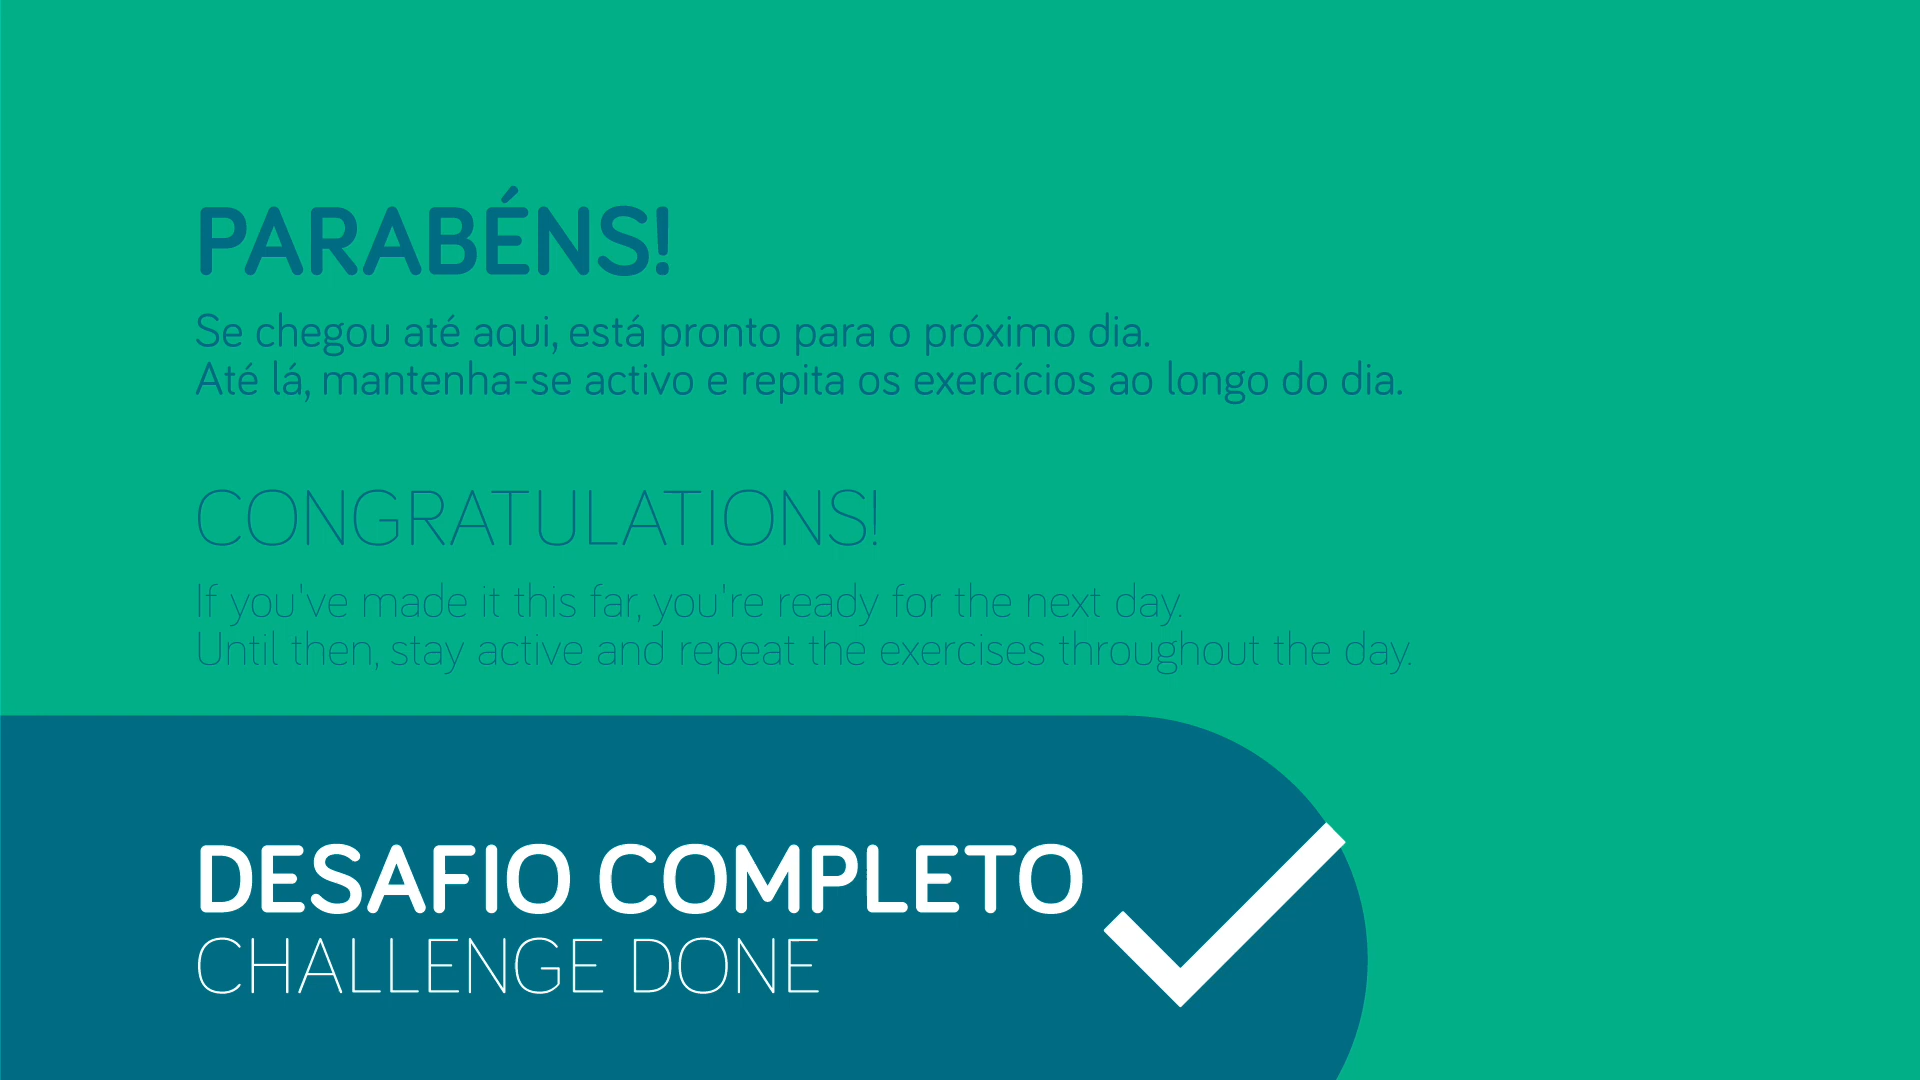 PARABÉNS!
Se chegou até aqui, está pronto para o próximo dia.
Até lá, mantenha-se activo e repita os exercícios ao longo do dia.
CONGRATULATIONS!
If you've made it this far, you're ready for the next day.
Until then, stay active and repeat the exercises throughout the day.
DESAFIO COMPLETO
CHALLENGE DONE